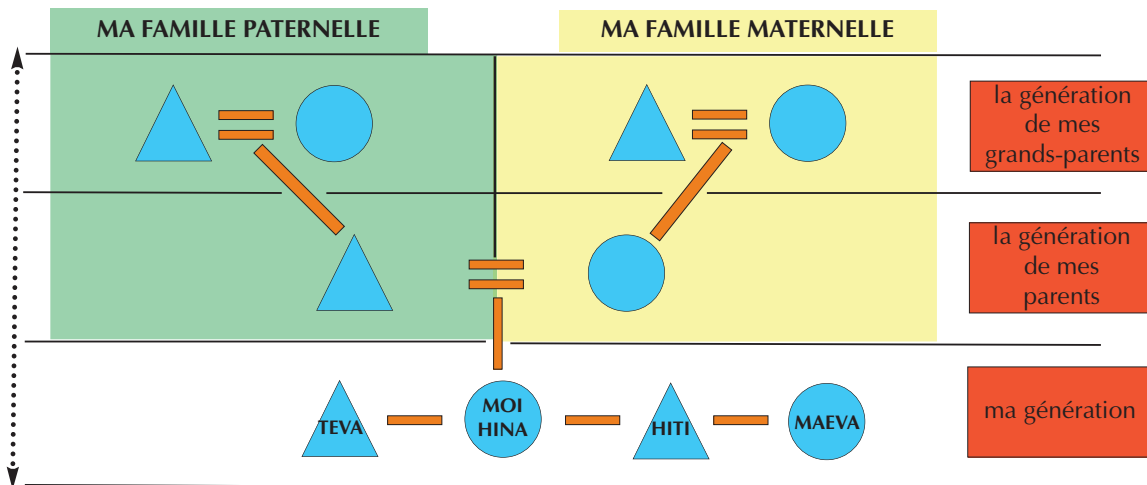 MA FAMILLE PATERNELLE
MA FAMILLE MATERNELLE
la génération
de mes
grands-parents
la génération
de mes
parents
TEVA
MOI
HINA
HITI
MAEVA
ma génération